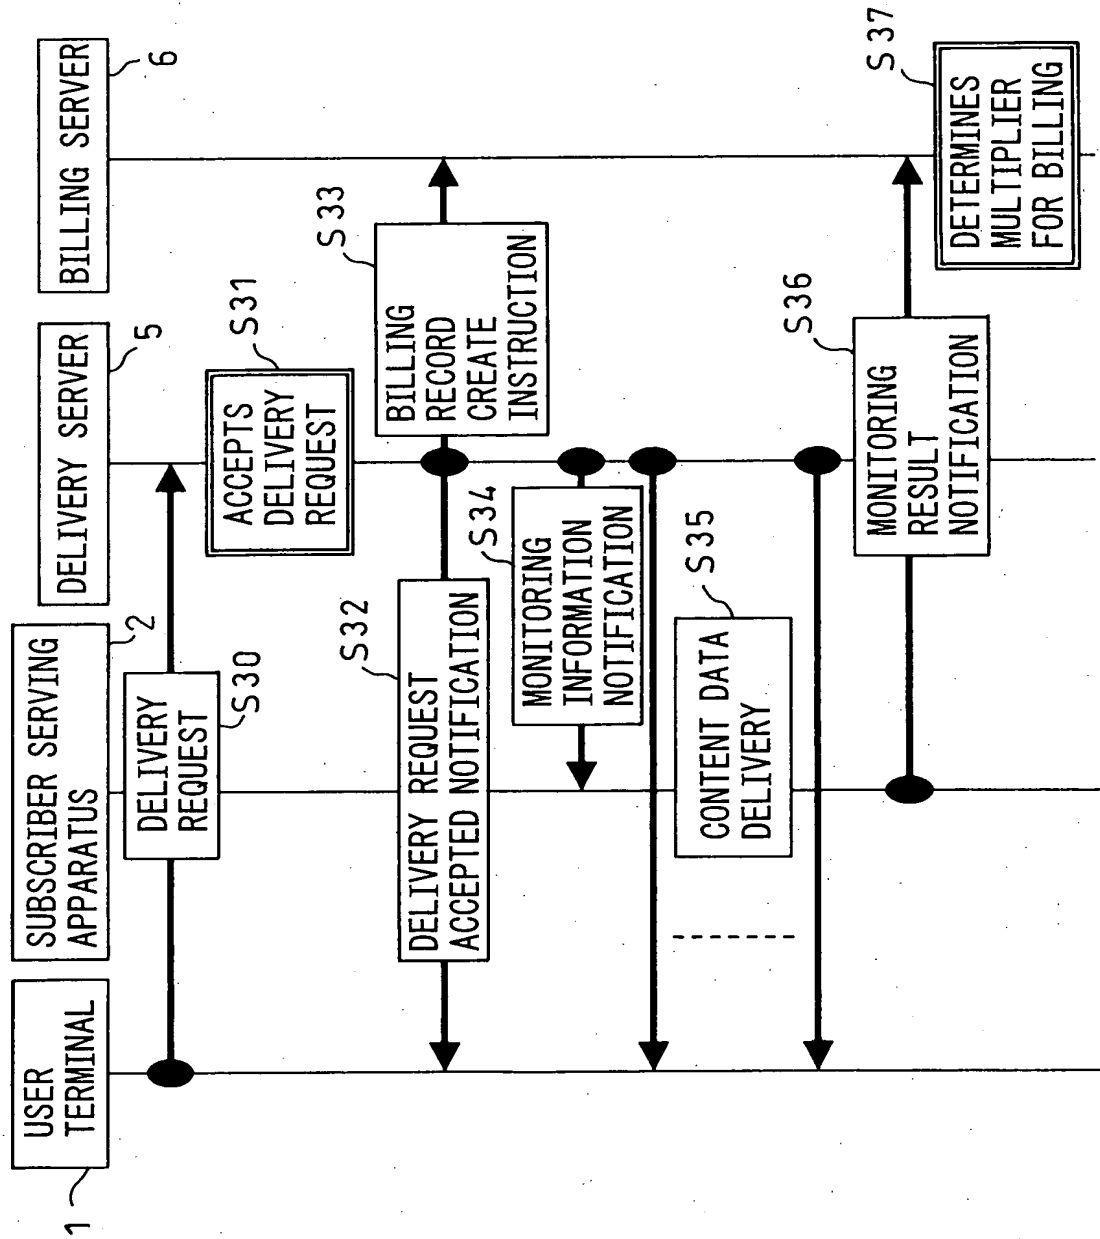 USER
TERMINAL
1
SUBSCRIBER SERVING
APPARATUS
2
DELIVERY SERVER
5
BILLING SERVER
6
DELIVERY
REQUEST
S30
ACCEPTS
DELIVERY
REQUEST
S31
DELIVERY REQUEST
ACCEPTED NOTIFICATION
S32
BILLING
RECORD
CREATE
INSTRUCTION
S33
MONITORING
INFORMATION
NOTIFICATION
S34
CONTENT DATA
DELIVERY
S35
MONITORING
RESULT
NOTIFICATION
S36
DETERMINES
MULTIPLIER
FOR BILLING
S37